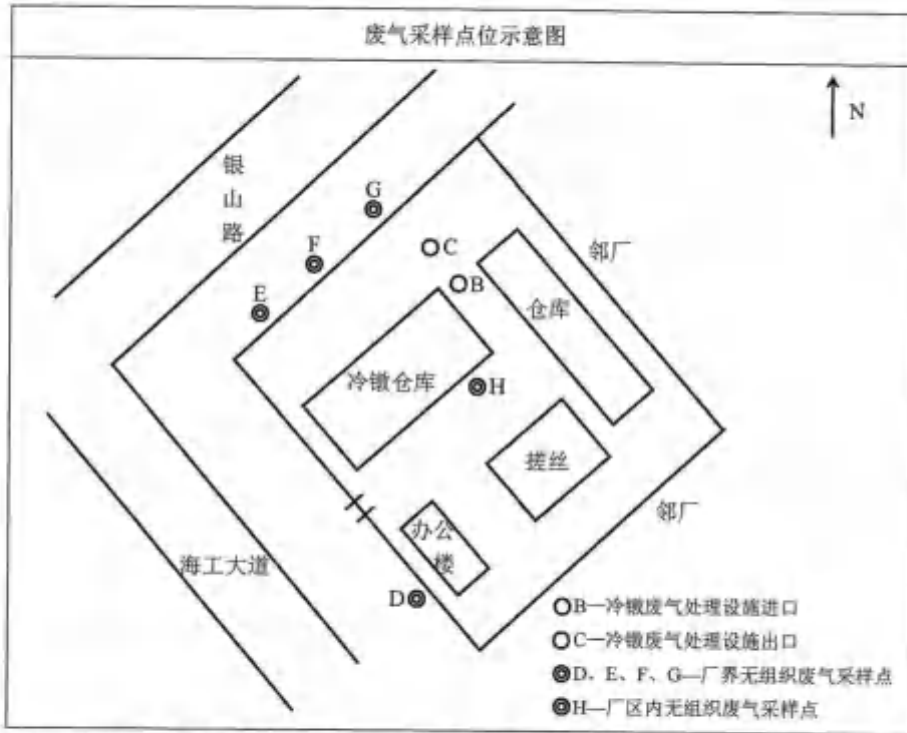 废气采样点位示意图
N
银山路
G
F
C
邻厂
E
B
仓库
冷镦仓库
H
搓丝
邻厂
办公楼
海工大道
D
B—冷镦废气处理设施进口
C—冷镦废气处理设施出口
D、E、F、G—厂界无组织废气采样点
H—厂区内无组织废气采样点